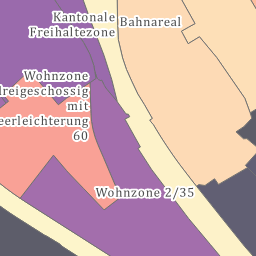 Kantonale
Freihaltezone
Bahnareal
Wohnzone
dreigeschossig
mit
eerleichterung
60
Wohnzone 2/35